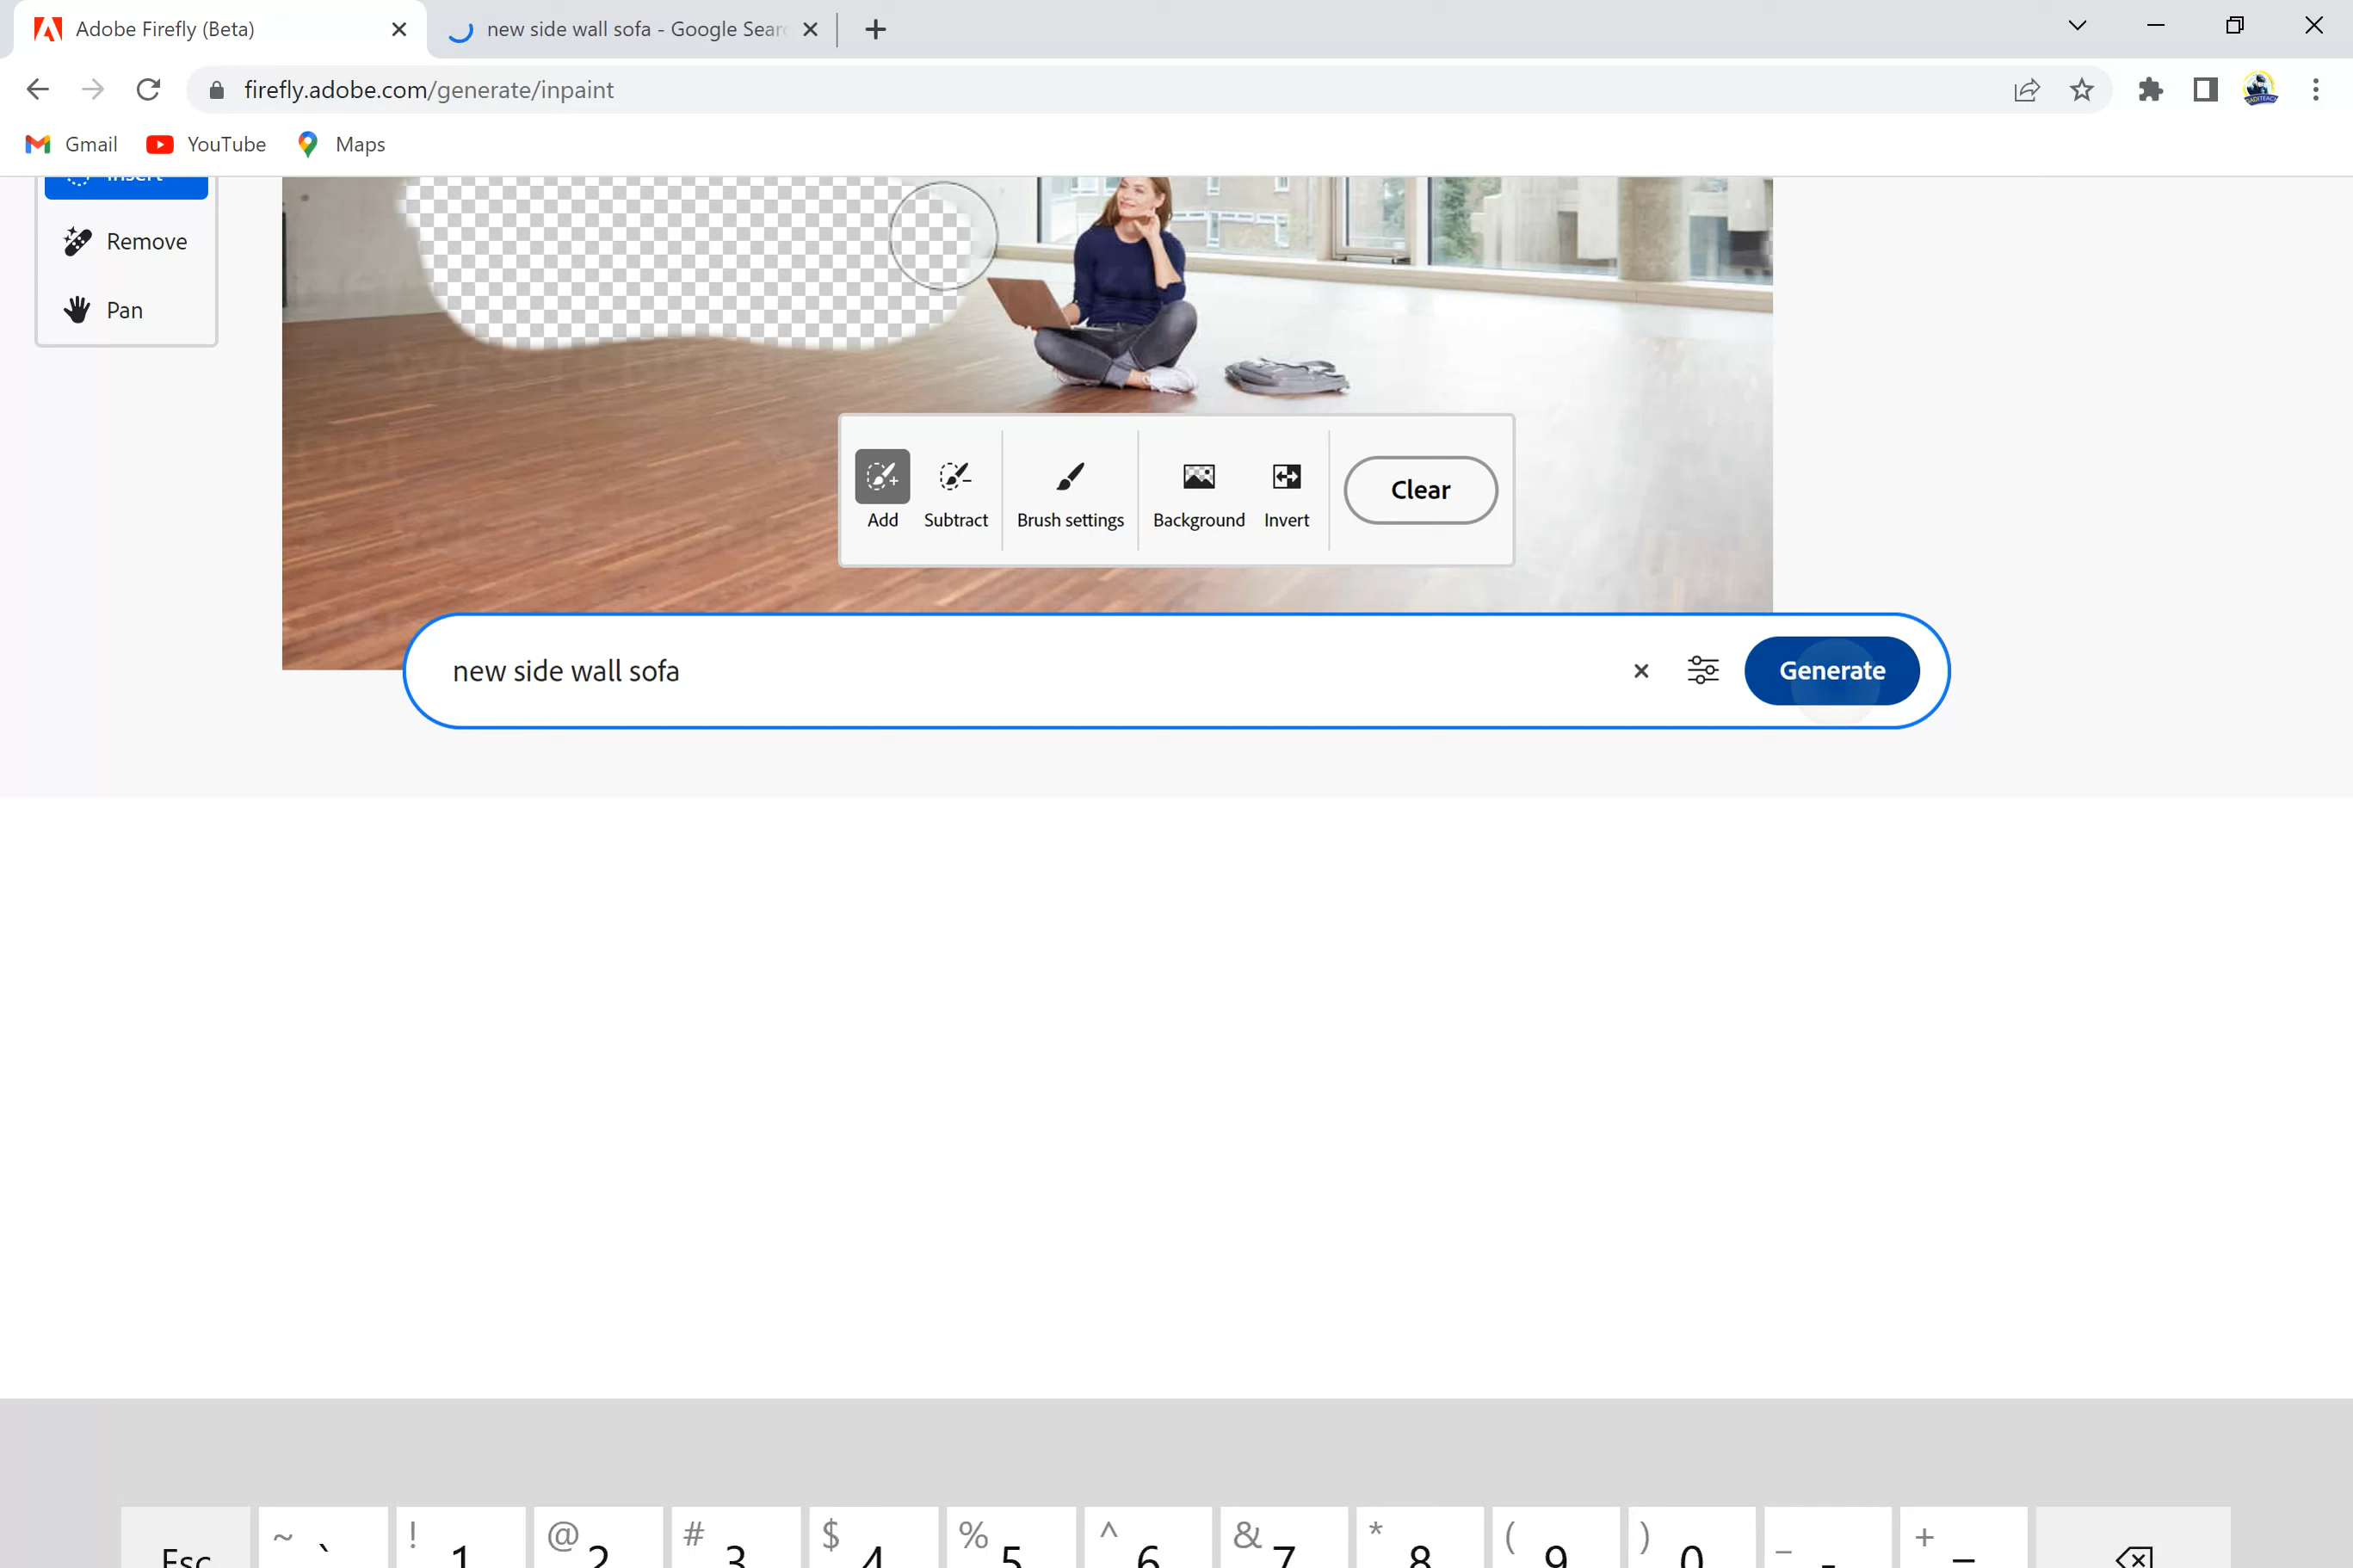 Adobe Firefly (Beta)
new side wall sofa - Google Sear
firefly.adobe.com/generate/inpaint
Gmail
YouTube
Maps
Insert
Remove
Pan
Add
Subtract
Brush settings
Background
Invert
Clear
new side wall sofa
Generate
Esc
~ `
! 1
@ 2
# 3
$ 4
% 5
^ 6
& 7
* 8
( 9
) 0
_ -
+ =